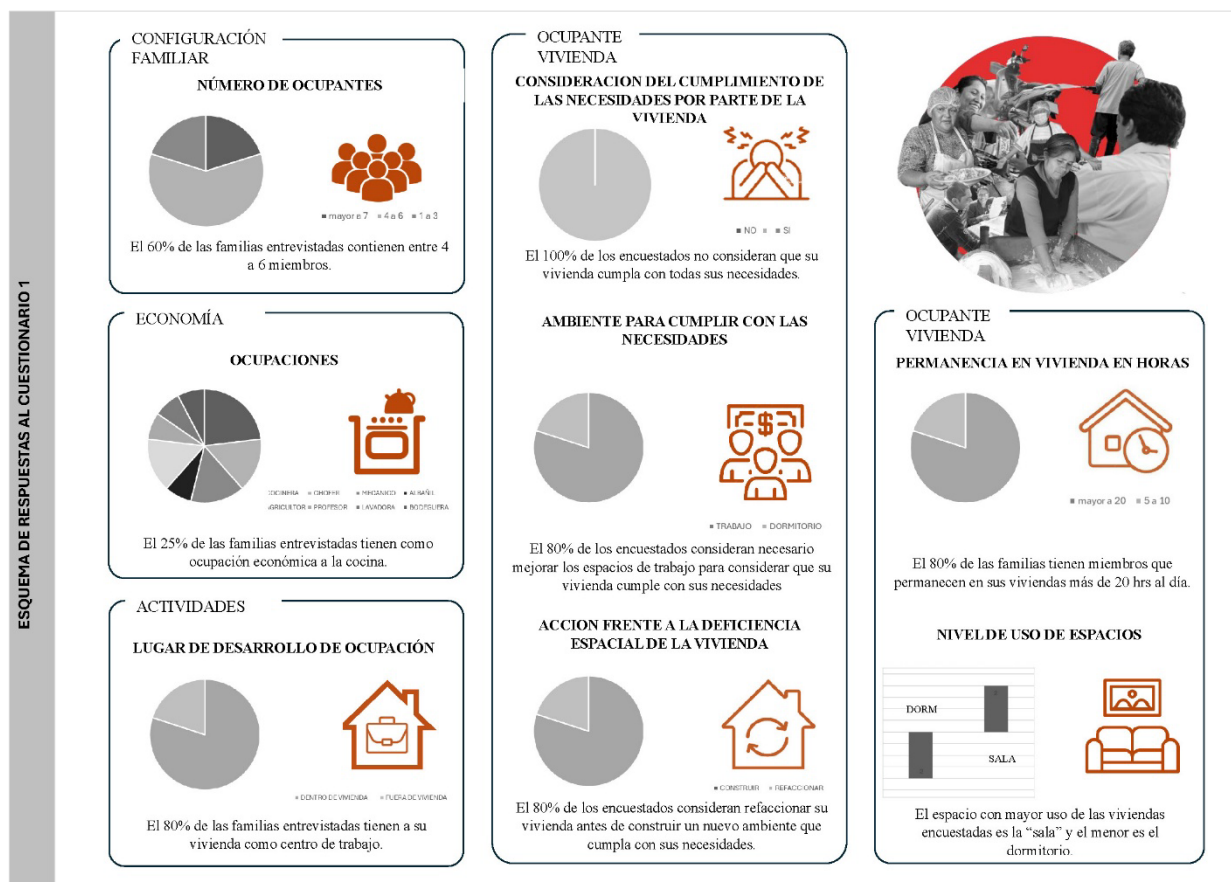 ESQUEMA DE RESPUESTAS AL CUESTIONARIO 1
CONFIGURACIÓN
FAMILIAR
NÚMERO DE OCUPANTES
mayor a 7 4 a 6 1 a 3
El 60% de las familias entrevistadas contienen entre 4
a 6 miembros.
ECONOMÍA
OCUPACIONES
COCINERA CHOFER MECÁNICO ALBAÑIL
AGRICULTOR PROFESOR LAVADORA BODEGUERA
El 25% de las familias entrevistadas tienen como
ocupación económica a la cocina.
ACTIVIDADES
LUGAR DE DESARROLLO DE OCUPACIÓN
DENTRO DE VIVIENDA FUERA DE VIVIENDA
El 80% de las familias entrevistadas tienen a su
vivienda como centro de trabajo.
OCUPANTE
VIVIENDA
CONSIDERACION DEL CUMPLIMIENTO DE
LAS NECESIDADES POR PARTE DE LA
VIVIENDA
NO SI
El 100% de los encuestados no consideran que su
vivienda cumpla con todas sus necesidades.
AMBIENTE PARA CUMPLIR CON LAS
NECESIDADES
$
TRABAJO DORMITORIO
El 80% de los encuestados consideran necesario
mejorar los espacios de trabajo para considerar que su
vivienda cumple con sus necesidades
ACCION FRENTE A LA DEFICIENCIA
ESPACIAL DE LA VIVIENDA
CONSTRUIR REFACCIONAR
El 80% de los encuestados consideran refaccionar su
vivienda antes de construir un nuevo ambiente que
cumpla con sus necesidades.
OCUPANTE
VIVIENDA
PERMANENCIA EN VIVIENDA EN HORAS
mayor a 20 5 a 10
El 80% de las familias tienen miembros que
permanecen en sus viviendas más de 20 hrs al día.
NIVEL DE USO DE ESPACIOS
DORM
SALA
El espacio con mayor uso de las viviendas
encuestadas es la “sala” y el menor es el
dormitorio.